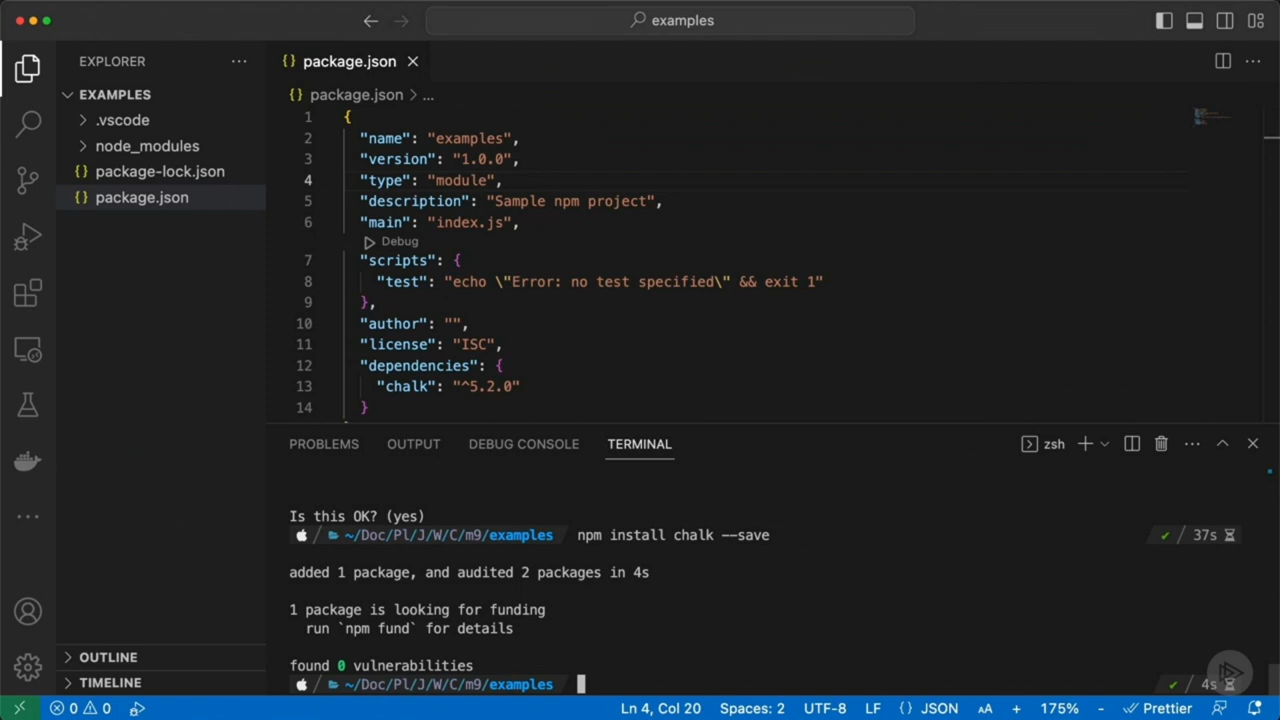 examples
EXPLORER
package.json
EXAMPLES
package.json > ...
.vscode
node_modules
package-lock.json
package.json
1 {
2 "name": "examples",
3 "version": "1.0.0",
4 "type": "module",
5 "description": "Sample npm project",
6 "main": "index.js",
Debug
7 "scripts": {
8 "test": "echo \"Error: no test specified\" && exit 1"
9 },
10 "author": "",
11 "license": "ISC",
12 "dependencies": {
13 "chalk": "^5.2.0"
14 }
PROBLEMS OUTPUT DEBUG CONSOLE TERMINAL zsh
Is this OK? (yes)
~/Doc/Pl/J/W/C/m9/examples npm install chalk --save 37s
added 1 package, and audited 2 packages in 4s
1 package is looking for funding
run `npm fund` for details
found 0 vulnerabilities
~/Doc/Pl/J/W/C/m9/examples 4s
OUTLINE
TIMELINE
0 0 Ln 4, Col 20 Spaces: 2 UTF-8 LF {} JSON AA + 175% - Prettier